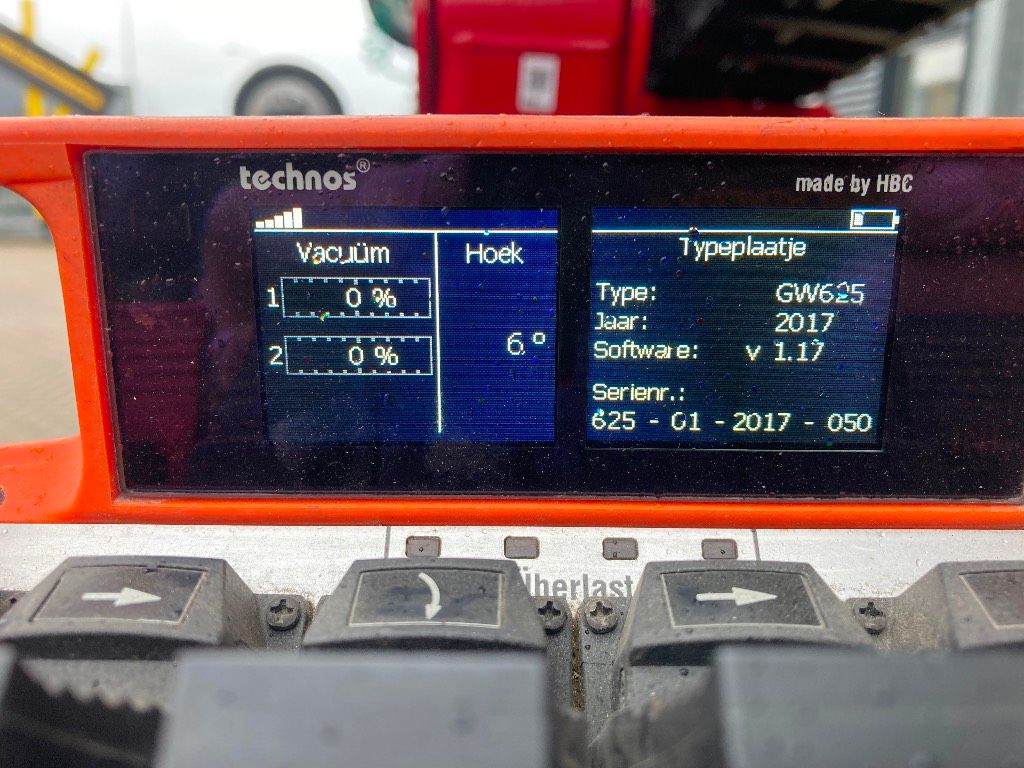 technos®
made by HBC
Vacuüm
Hoek
1 0 %
2 0 %
6°
Typeplaatje
Type: GW625
Jaar: 2017
Software: v 1.17
Serienr.:
625 - 01 - 2017 - 050
Überlast